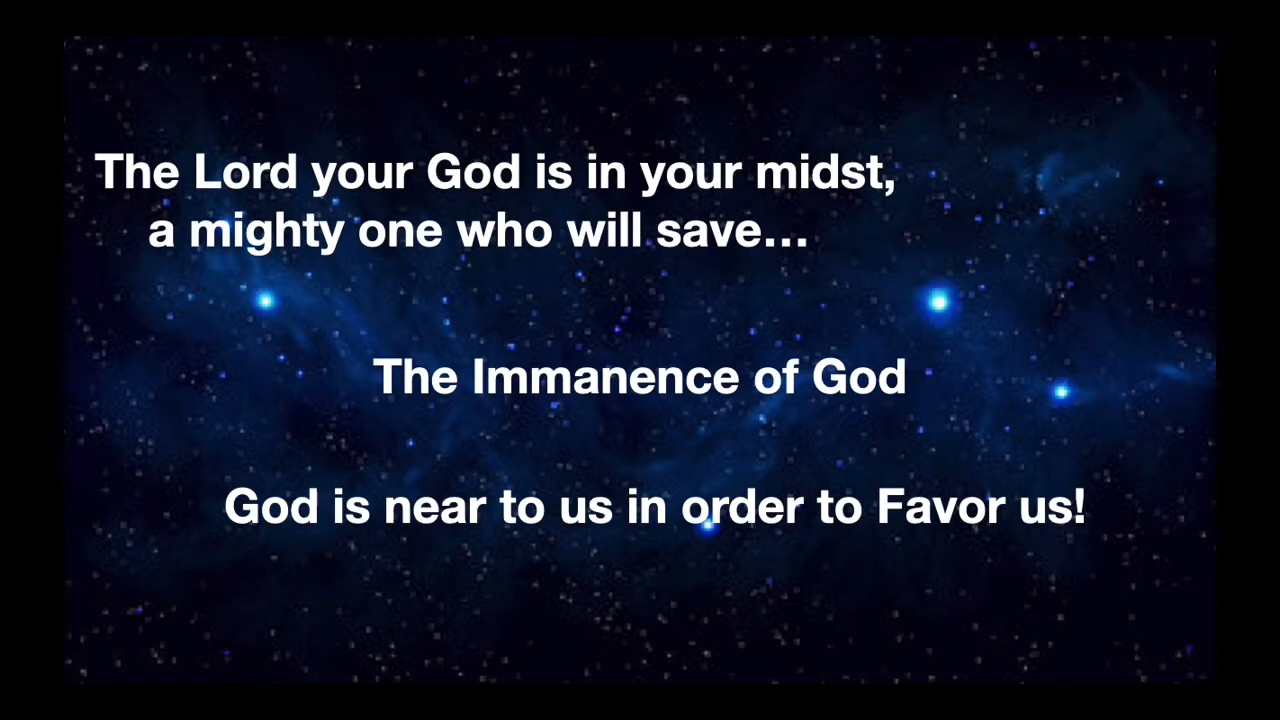 The Lord your God is in your midst,
a mighty one who will save…
The Immanence of God
God is near to us in order to Favor us!